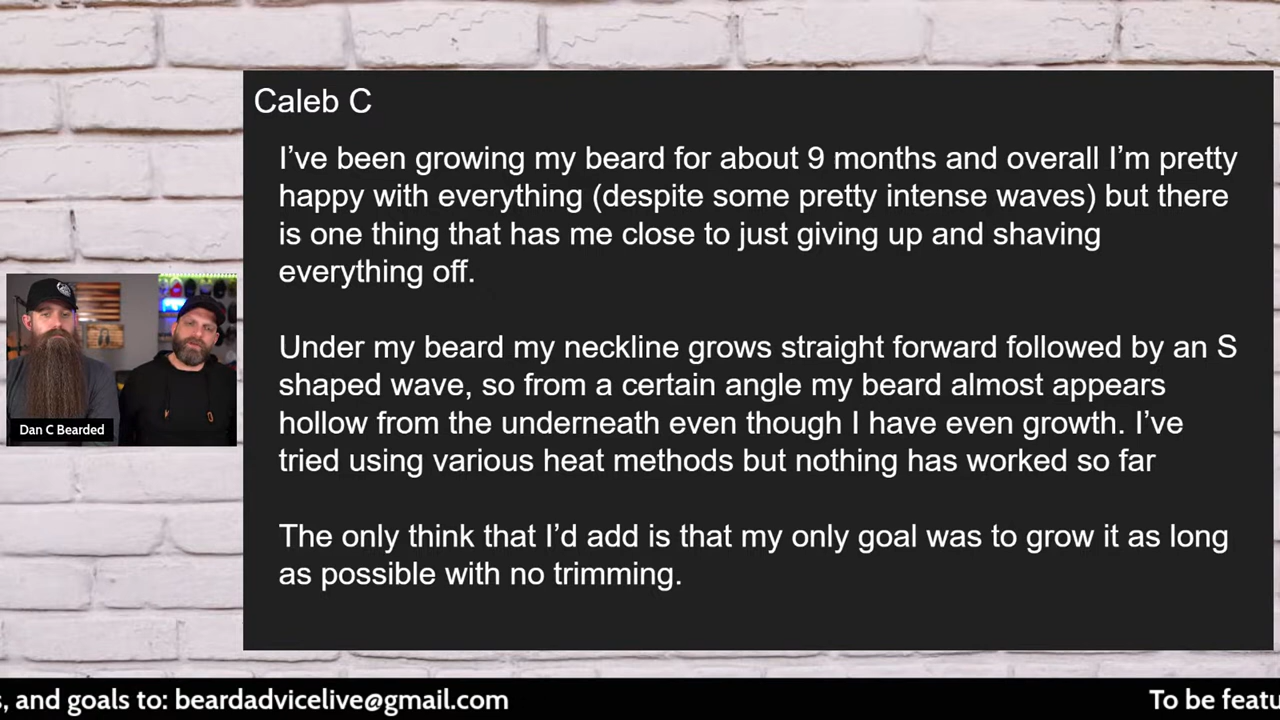 Caleb C
I’ve been growing my beard for about 9 months and overall I’m pretty
happy with everything (despite some pretty intense waves) but there
is one thing that has me close to just giving up and shaving
everything off.
Under my beard my neckline grows straight forward followed by an S
shaped wave, so from a certain angle my beard almost appears
hollow from the underneath even though I have even growth. I’ve
tried using various heat methods but nothing has worked so far
The only think that I’d add is that my only goal was to grow it as long
as possible with no trimming.
Dan C Bearded
s, and goals to: beardadvicelive@gmail.com
To be featu